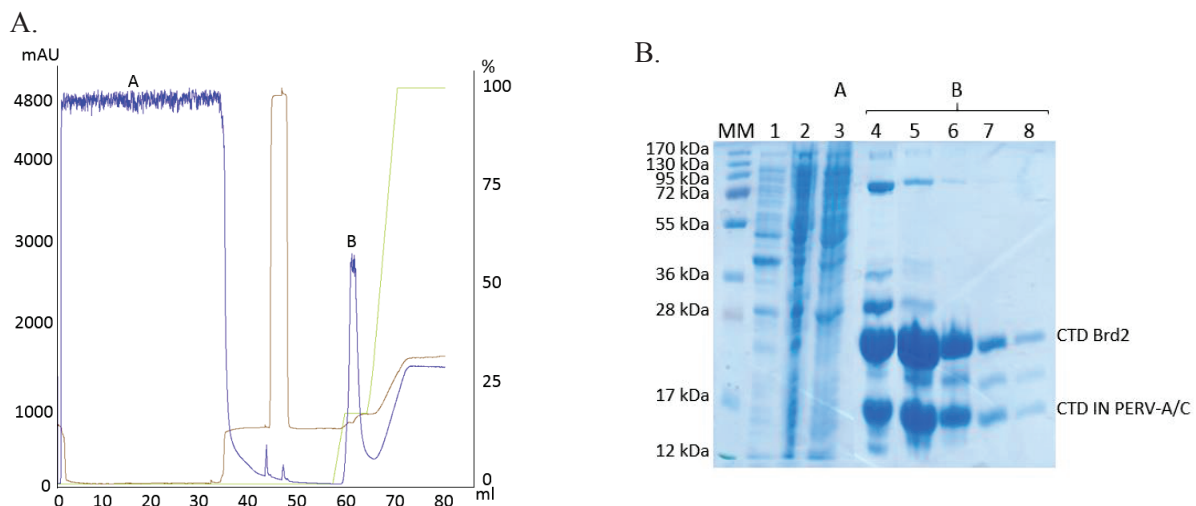 A.
mAU
4800
4000
3000
2000
1000
0
A
B
%
100
75
50
25
0
ml
0 10 20 30 40 50 60 70 80
B.
A B
MM 1 2 3 4 5 6 7 8
170 kDa
130 kDa
95 kDa
72 kDa
55 kDa
36 kDa
28 kDa
17 kDa
12 kDa
CTD Brd2
CTD IN PERV-A/C